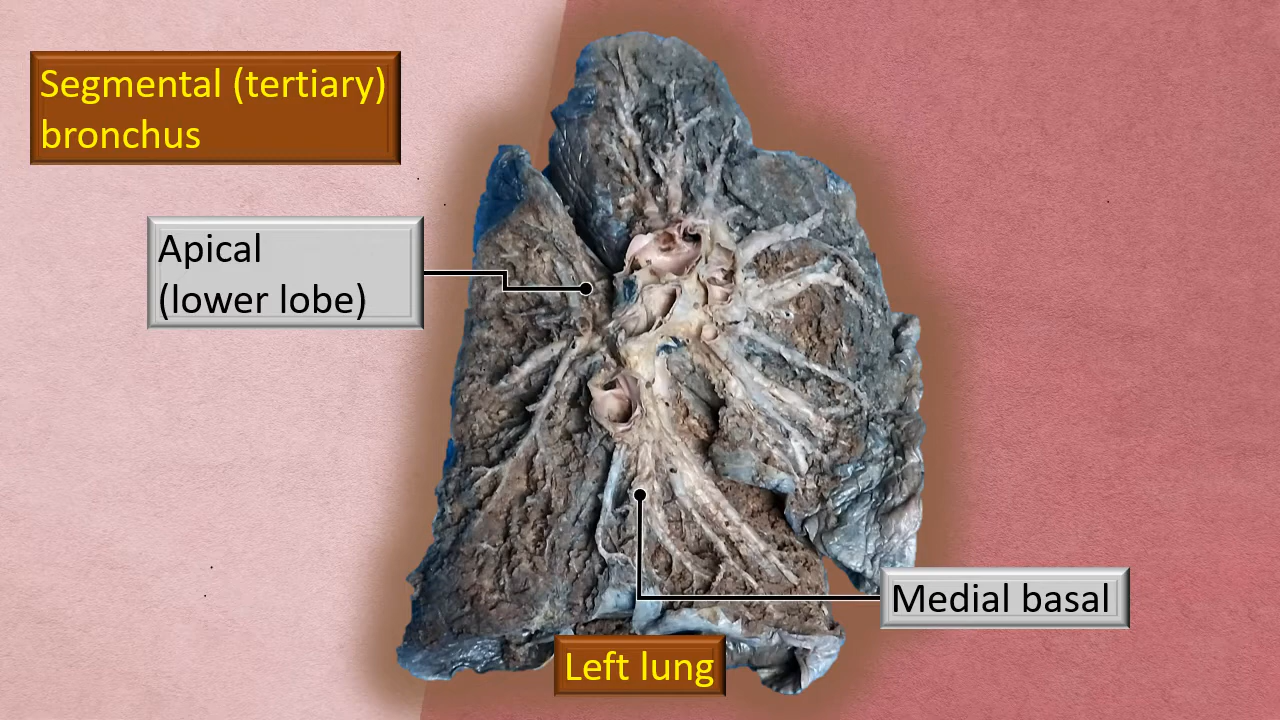 Segmental (tertiary)
bronchus
Apical
(lower lobe)
Medial basal
Left lung